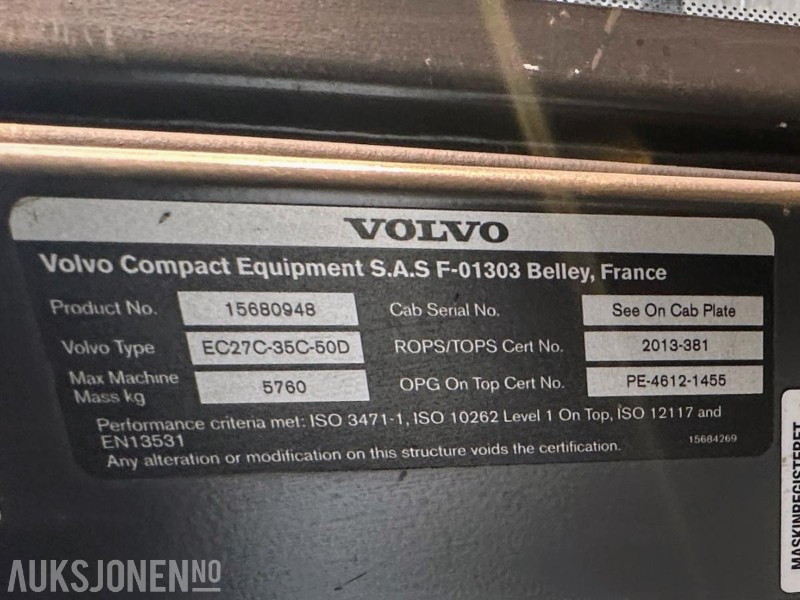 VOLVO
Volvo Compact Equipment S.A.S F-01303 Belley, France
Product No. 15680948 Cab Serial No. See On Cab Plate
Volvo Type EC27C-35C-50D ROPS/TOPS Cert No. 2013-381
Max Machine Mass kg 5760 OPG On Top Cert No. PE-4612-1455
Performance criteria met: ISO 3471-1, ISO 10262 Level 1 On Top, ISO 12117 and
EN13531 15684269
Any alteration or modification on this structure voids the certification.
MASKINREGISTERET
AUKSJONEN.NO